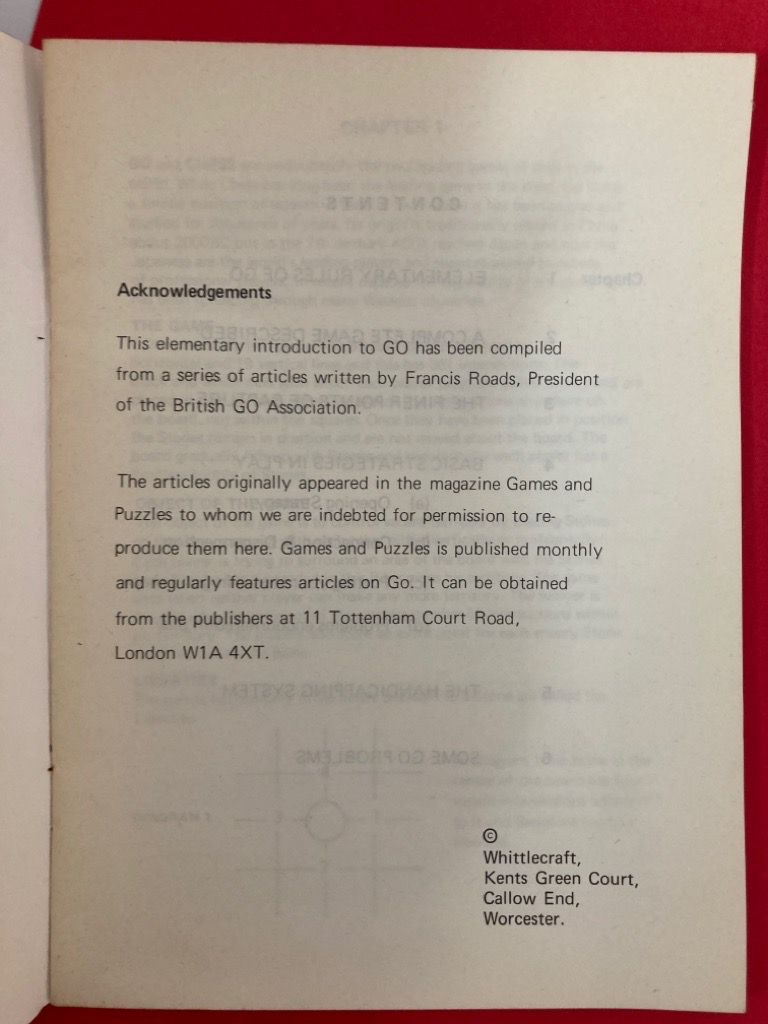 Acknowledgements
This elementary introduction to GO has been compiled
from a series of articles written by Francis Roads, President
of the British GO Association.
The articles originally appeared in the magazine Games and
Puzzles to whom we are indebted for permission to re-
produce them here. Games and Puzzles is published monthly
and regularly features articles on Go. It can be obtained
from the publishers at 11 Tottenham Court Road,
London W1A 4XT.
©
Whittlecraft,
Kents Green Court,
Callow End,
Worcester.